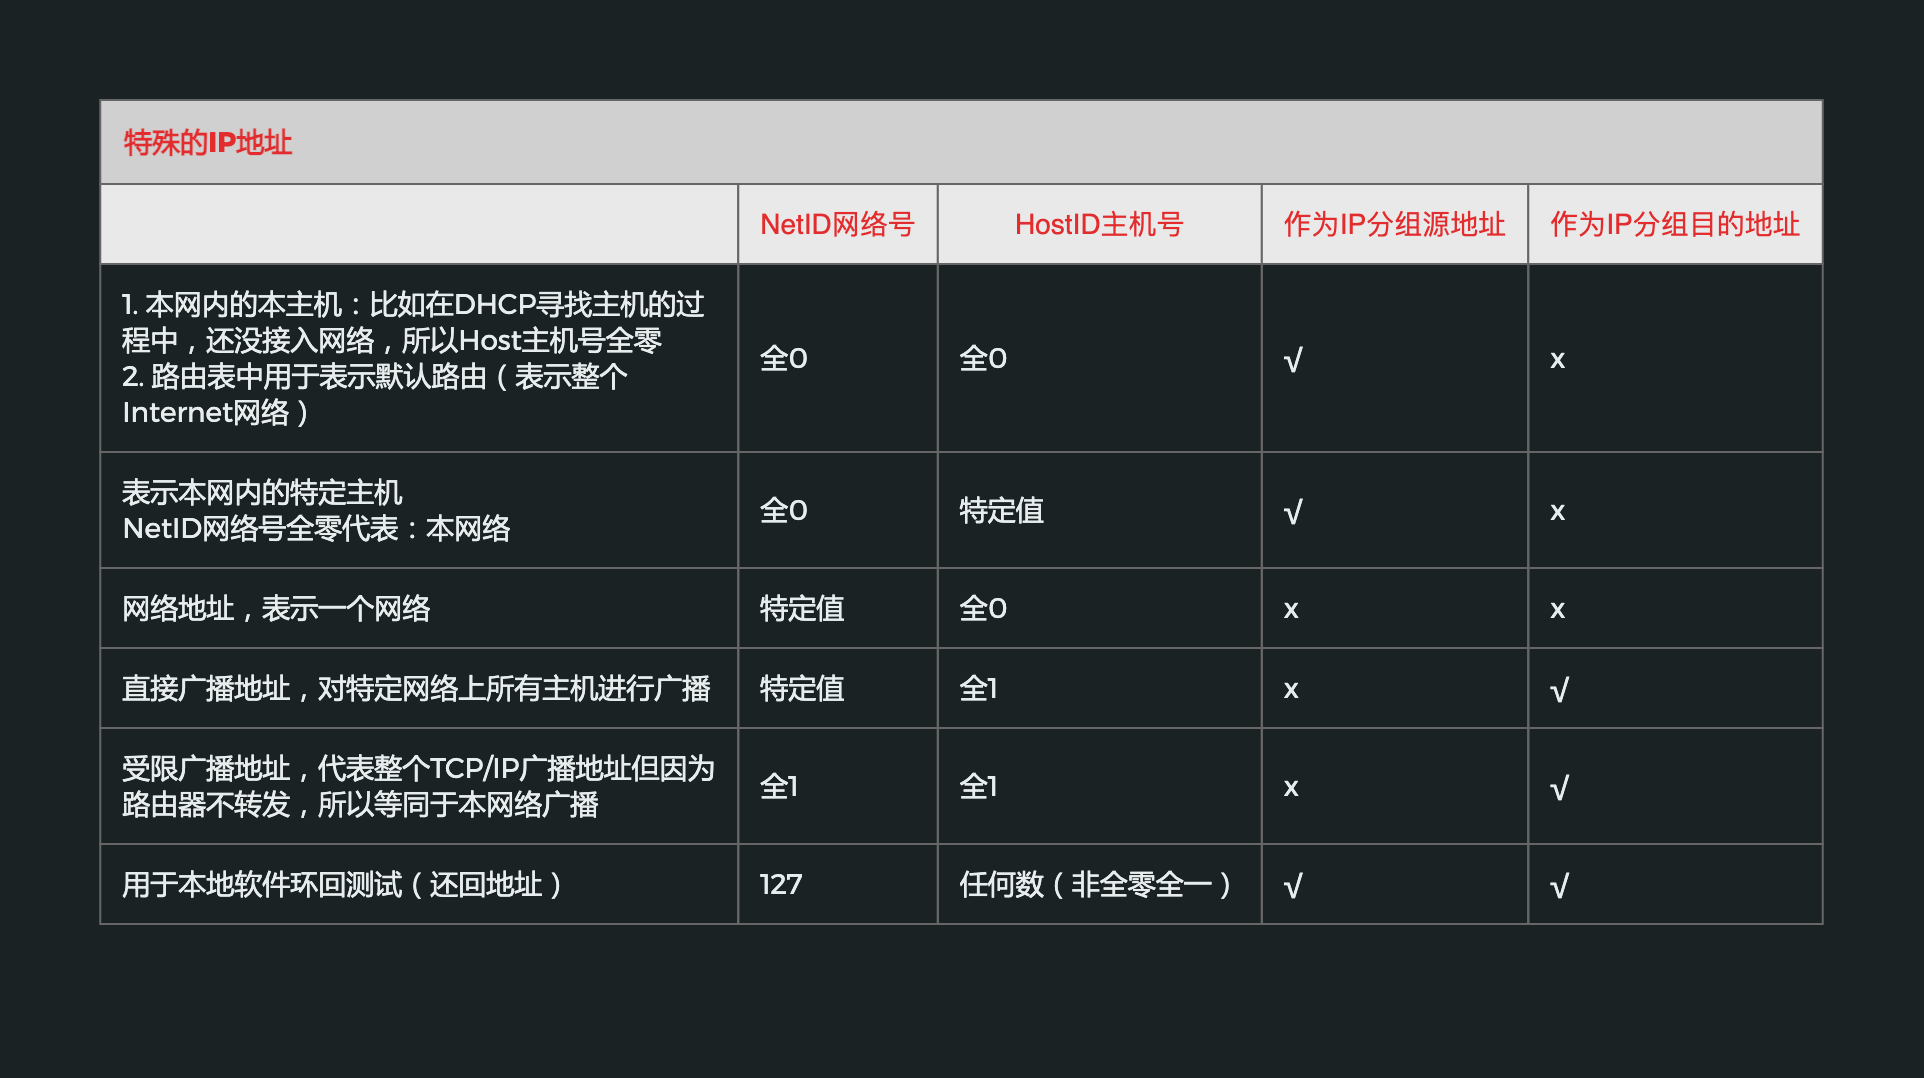 特殊的IP地址
NetID网络号
HostID主机号
作为IP分组源地址
作为IP分组目的地址
1. 本网内的本主机：比如在DHCP寻找主机的过
程中，还没接入网络，所以Host主机号全零
2. 路由表中用于表示默认路由（表示整个
Internet网络）
全0
全0
√
x
表示本网内的特定主机
NetID网络号全零代表：本网络
全0
特定值
√
x
网络地址，表示一个网络
特定值
全0
x
x
直接广播地址，对特定网络上所有主机进行广播
特定值
全1
x
√
受限广播地址，代表整个TCP/IP广播地址但因为
路由器不转发，所以等同于本网络广播
全1
全1
x
√
用于本地软件环回测试（还回地址）
127
任何数（非全零全一）
√
√